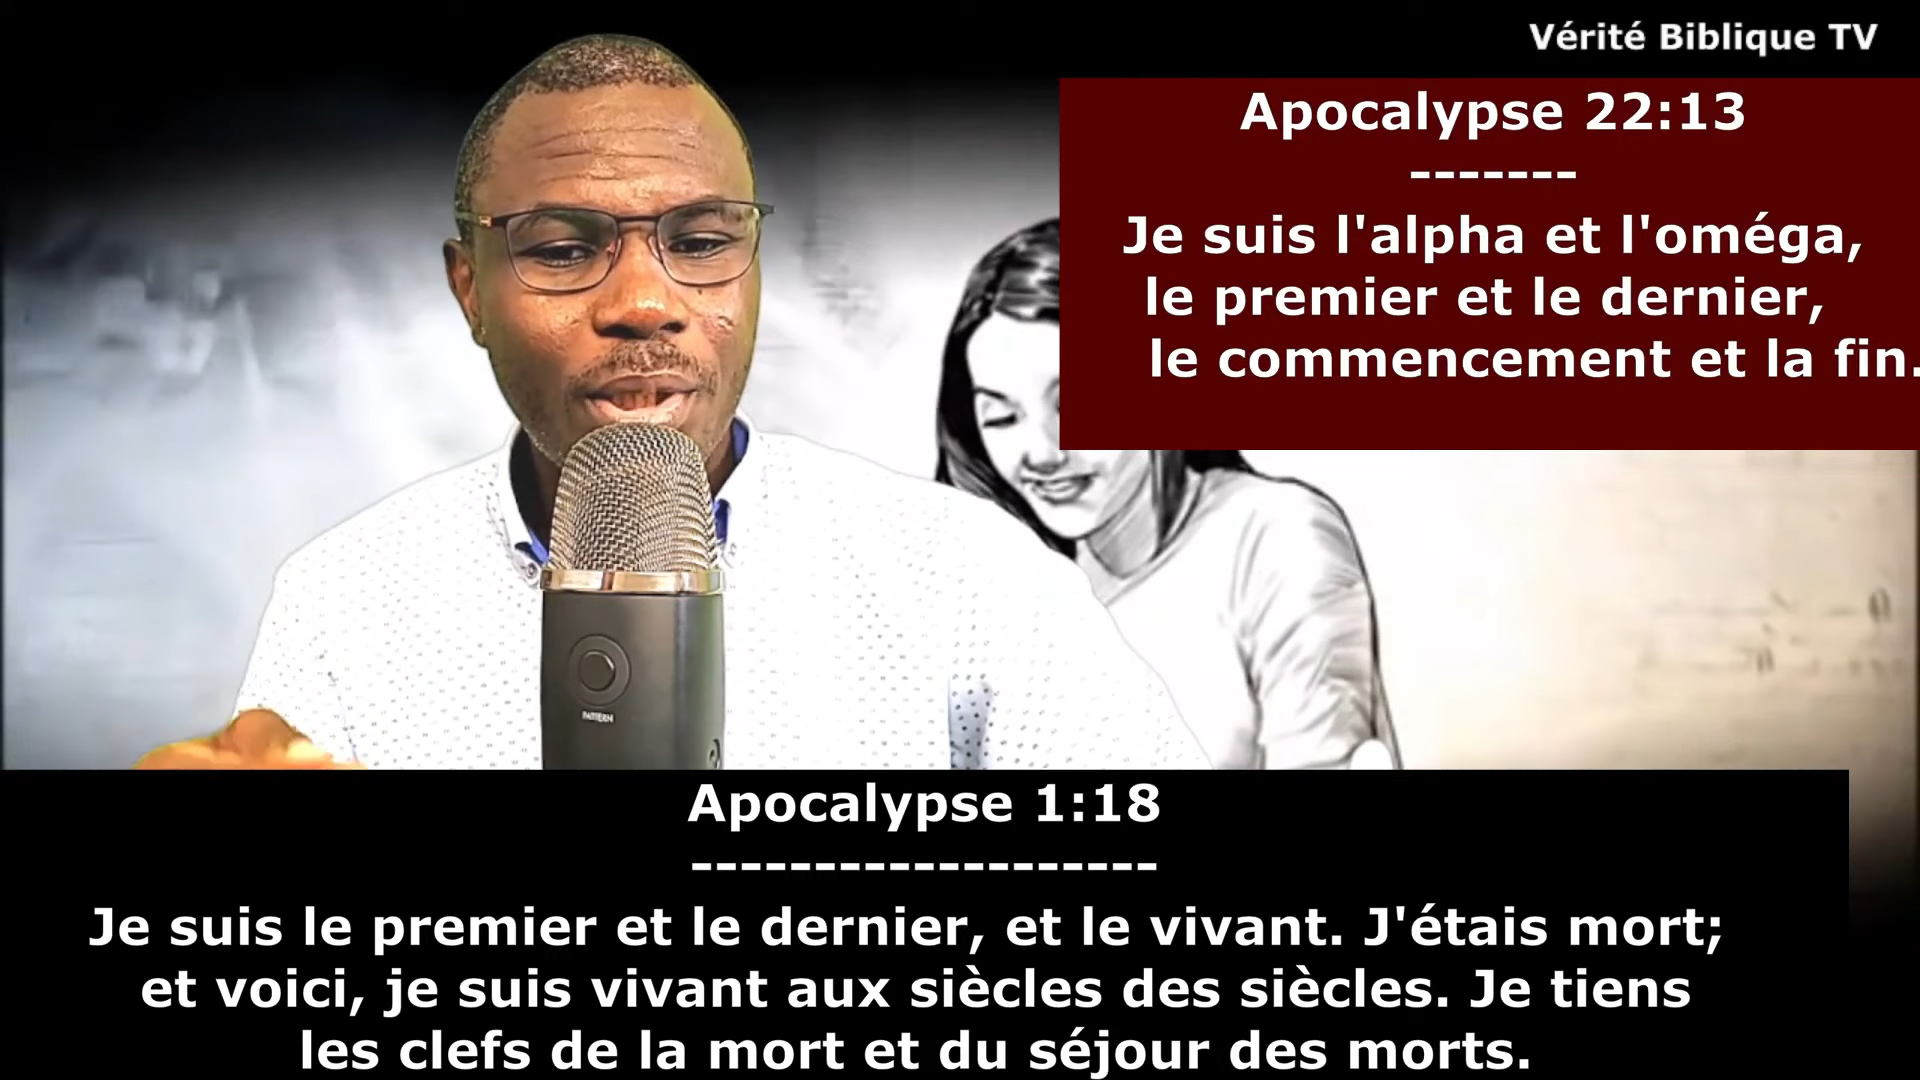 Vérité Biblique TV
Apocalypse 22:13
-------
Je suis l'alpha et l'oméga,
le premier et le dernier,
le commencement et la fin.
PATTERN
Apocalypse 1:18
-------------------
Je suis le premier et le dernier, et le vivant. J'étais mort;
et voici, je suis vivant aux siècles des siècles. Je tiens
les clefs de la mort et du séjour des morts.